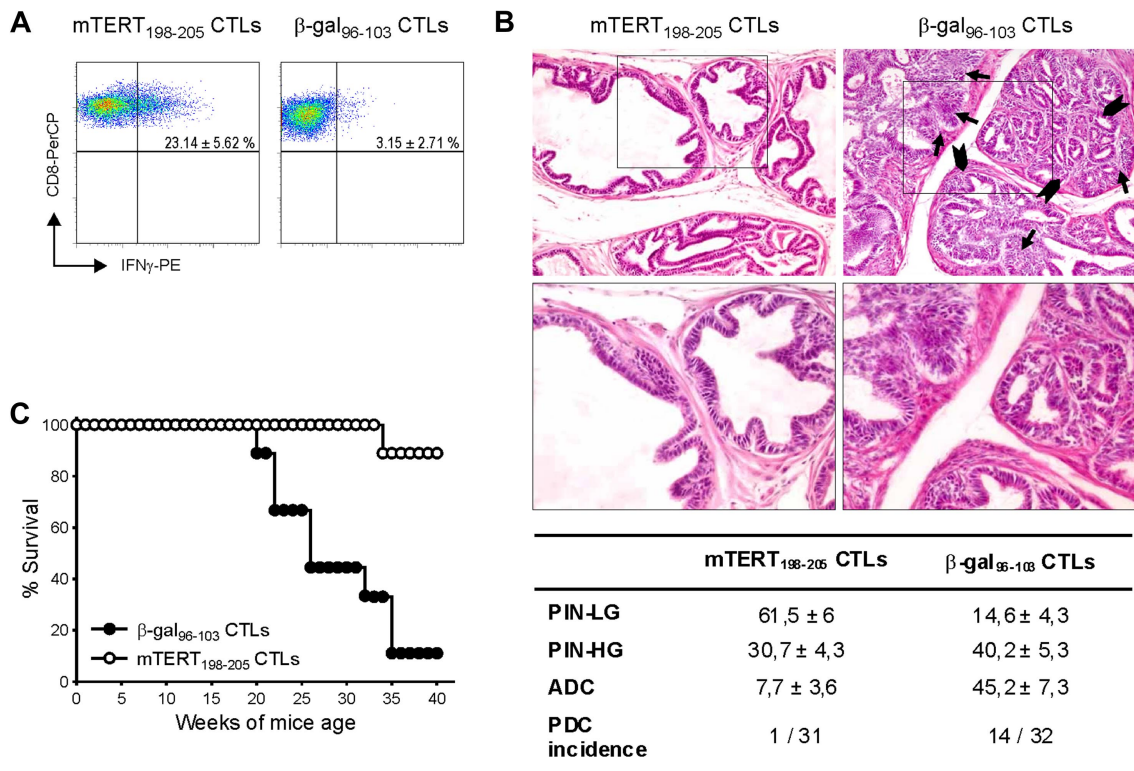 A
mTERT198-205 CTLs
β-gal96-103 CTLs
CD8-PerCP
23.14 ± 5.62 %
3.15 ± 2.71 %
IFNγ-PE
B
mTERT198-205 CTLs
β-gal96-103 CTLs
C
% Survival
100
80
60
40
20
0
β-gal96-103 CTLs
mTERT198-205 CTLs
0 5 10 15 20 25 30 35 40
Weeks of mice age
mTERT198-205 CTLs β-gal96-103 CTLs
PIN-LG 61,5 ± 6 14,6 ± 4,3
PIN-HG 30,7 ± 4,3 40,2 ± 5,3
ADC 7,7 ± 3,6 45,2 ± 7,3
PDC
incidence 1 / 31 14 / 32